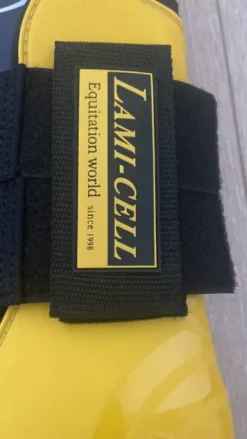 LAMI-CELL
Equitation world since 1998